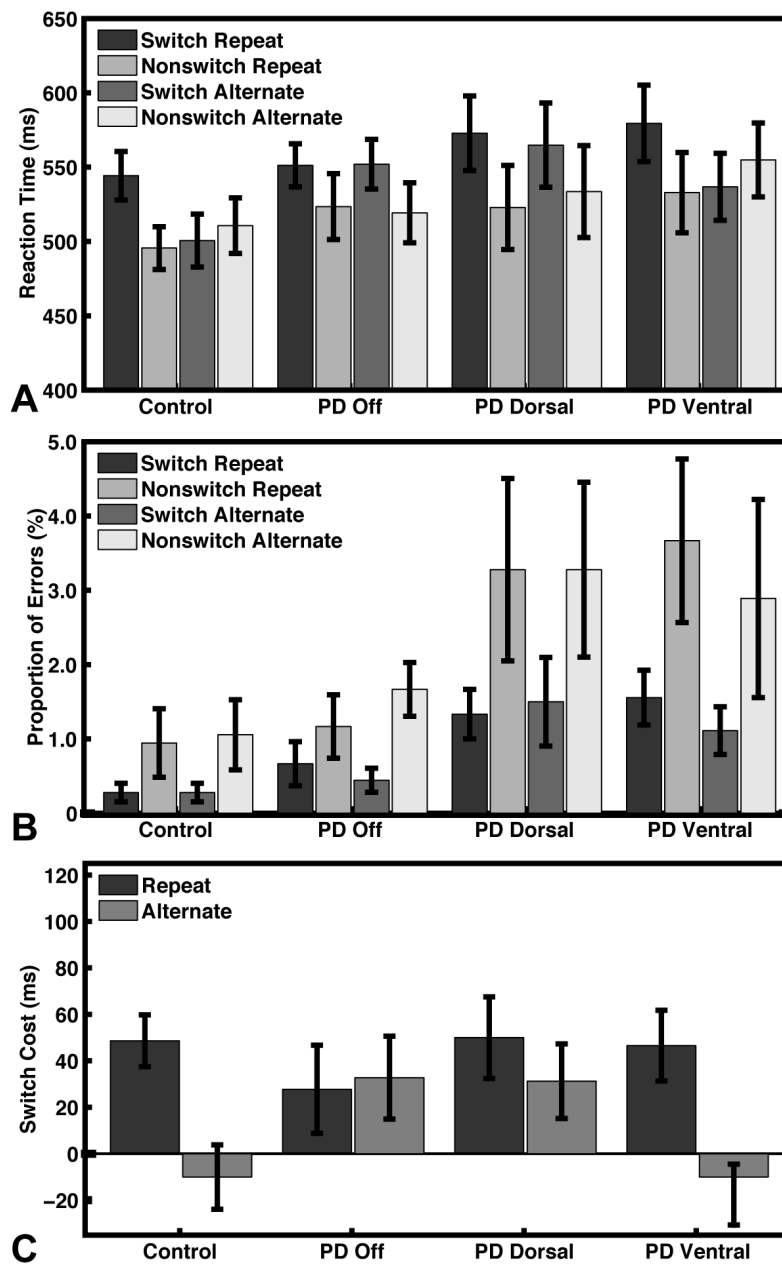 650
600
550
500
450
400
Reaction Time (ms)
Switch Repeat
Nonswitch Repeat
Switch Alternate
Nonswitch Alternate
A
Control PD Off PD Dorsal PD Ventral
5.0
4.0
3.0
2.0
1.0
0
Proportion of Errors (%)
Switch Repeat
Nonswitch Repeat
Switch Alternate
Nonswitch Alternate
B
Control PD Off PD Dorsal PD Ventral
120
100
80
60
40
20
0
−20
Switch Cost (ms)
Repeat
Alternate
C
Control PD Off PD Dorsal PD Ventral